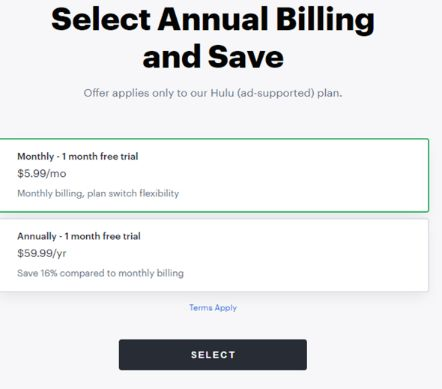 Select Annual Billing
and Save
Offer applies only to our Hulu (ad-supported) plan.
Monthly - 1 month free trial
$5.99/mo
Monthly billing, plan switch flexibility
Annually - 1 month free trial
$59.99/yr
Save 16% compared to monthly billing
Terms Apply
SELECT